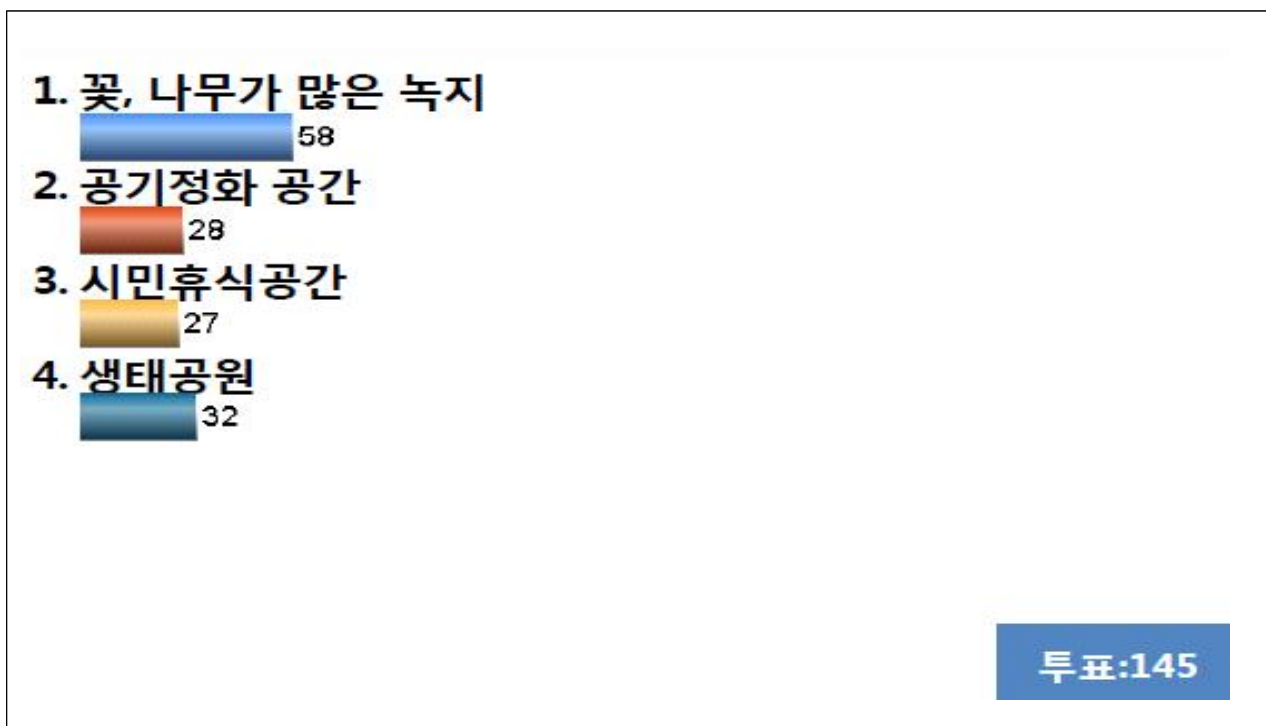 1. 꽃, 나무가 많은 녹지
58
2. 공기정화 공간
28
3. 시민휴식공간
27
4. 생태공원
32
투표:145